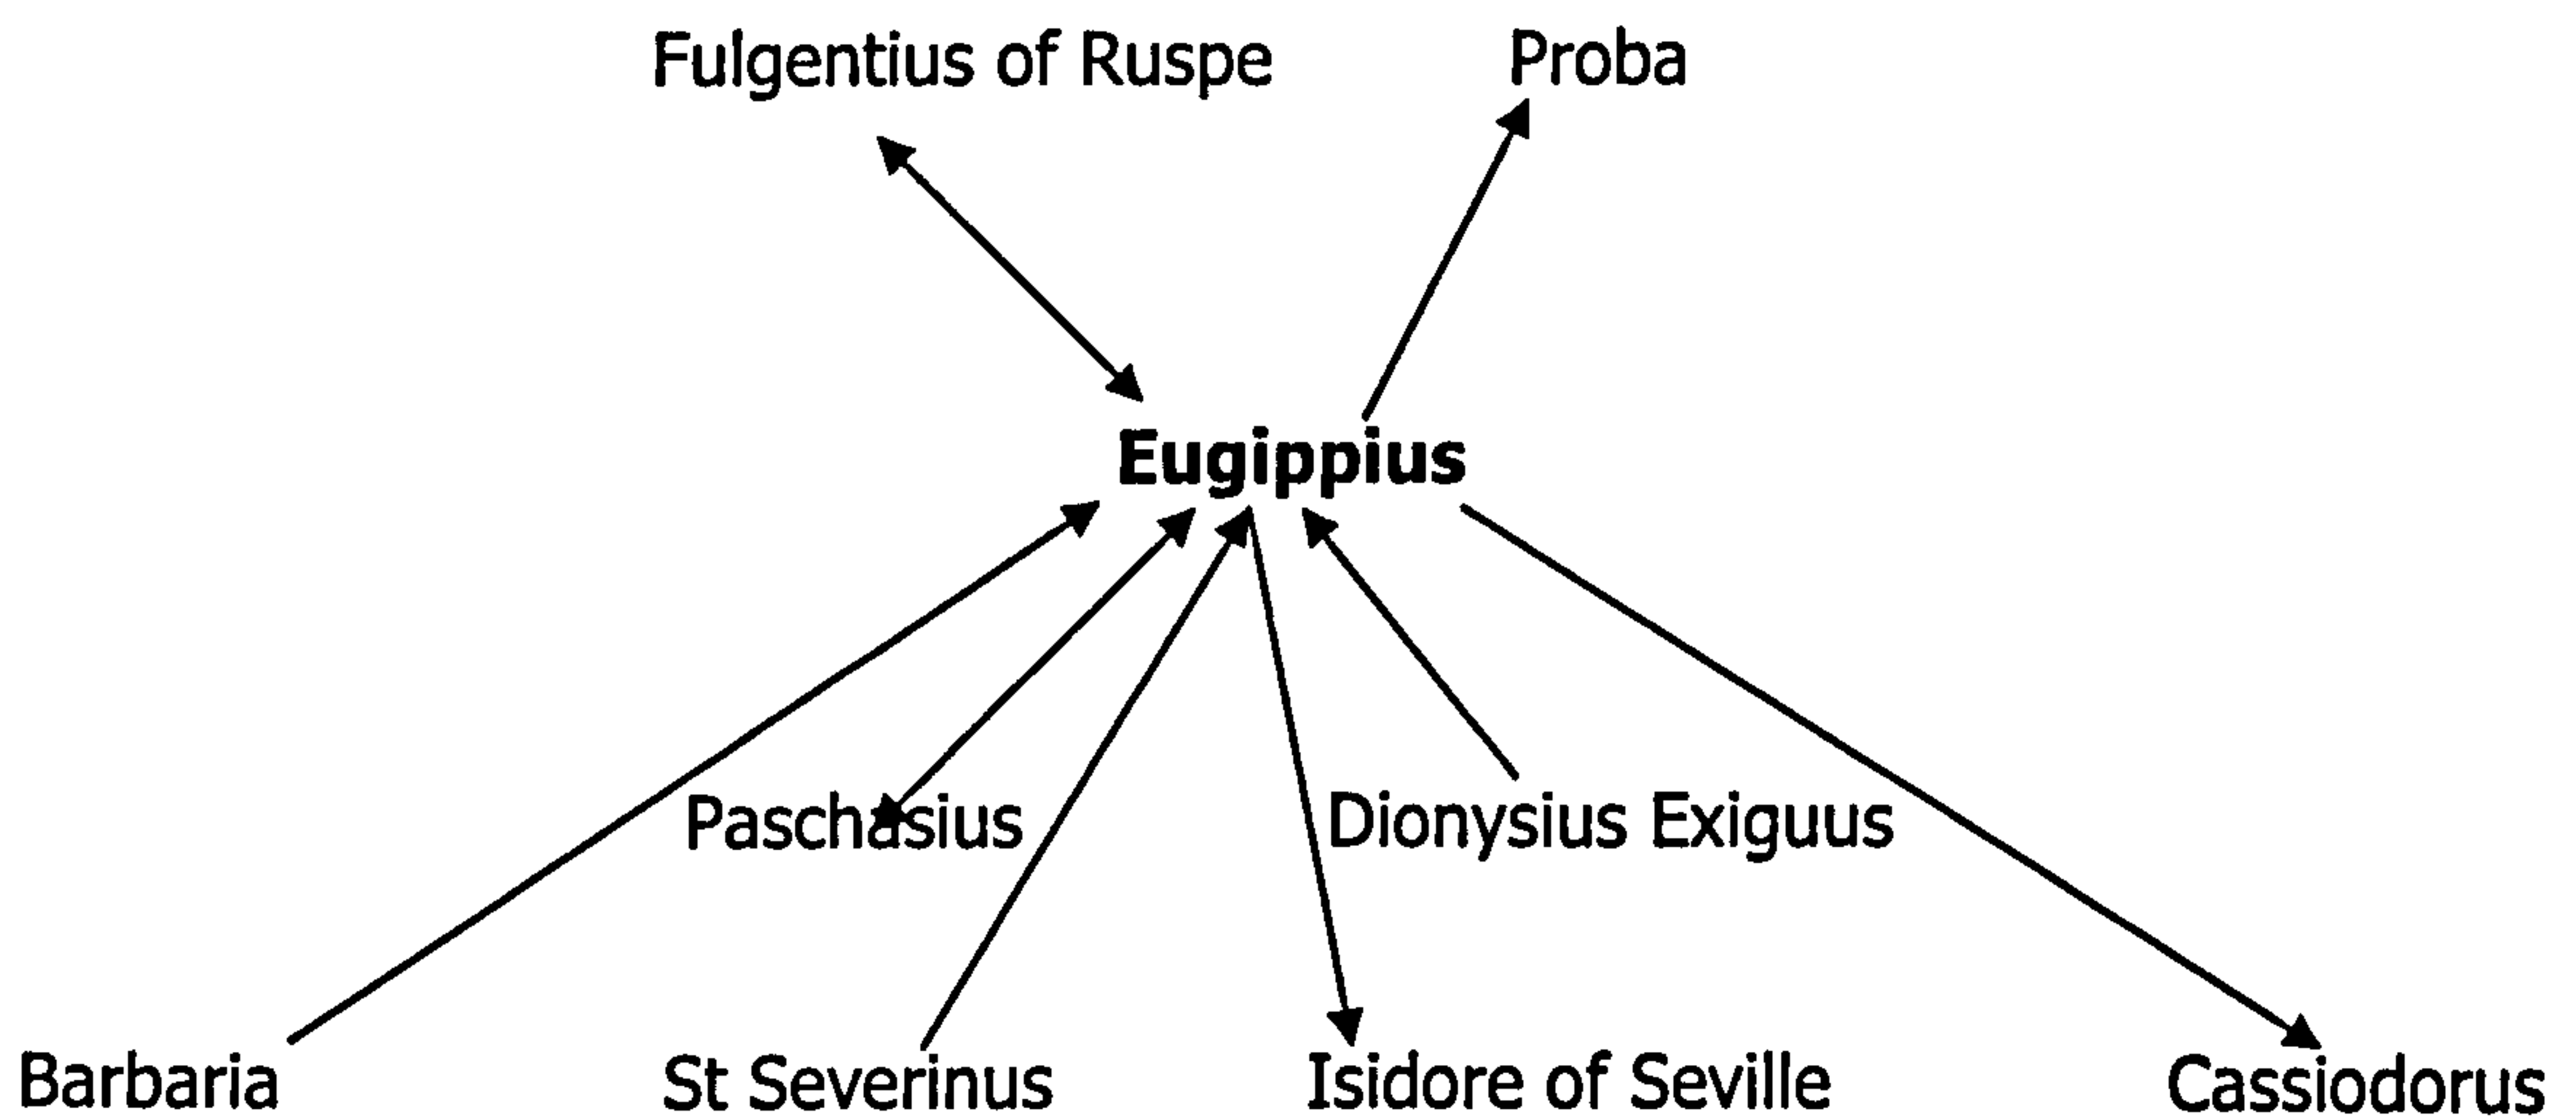 Fulgentius of Ruspe
Proba
Eugippius
Paschasius
Dionysius Exiguus
Barbaria
St Severinus
Isidore of Seville
Cassiodorus